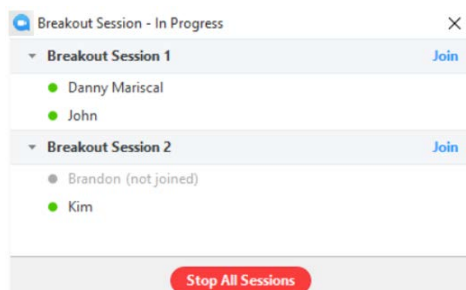 Breakout Session - In Progress
Breakout Session 1 Join
Danny Mariscal
John
Breakout Session 2 Join
Brandon (not joined)
Kim
Stop All Sessions